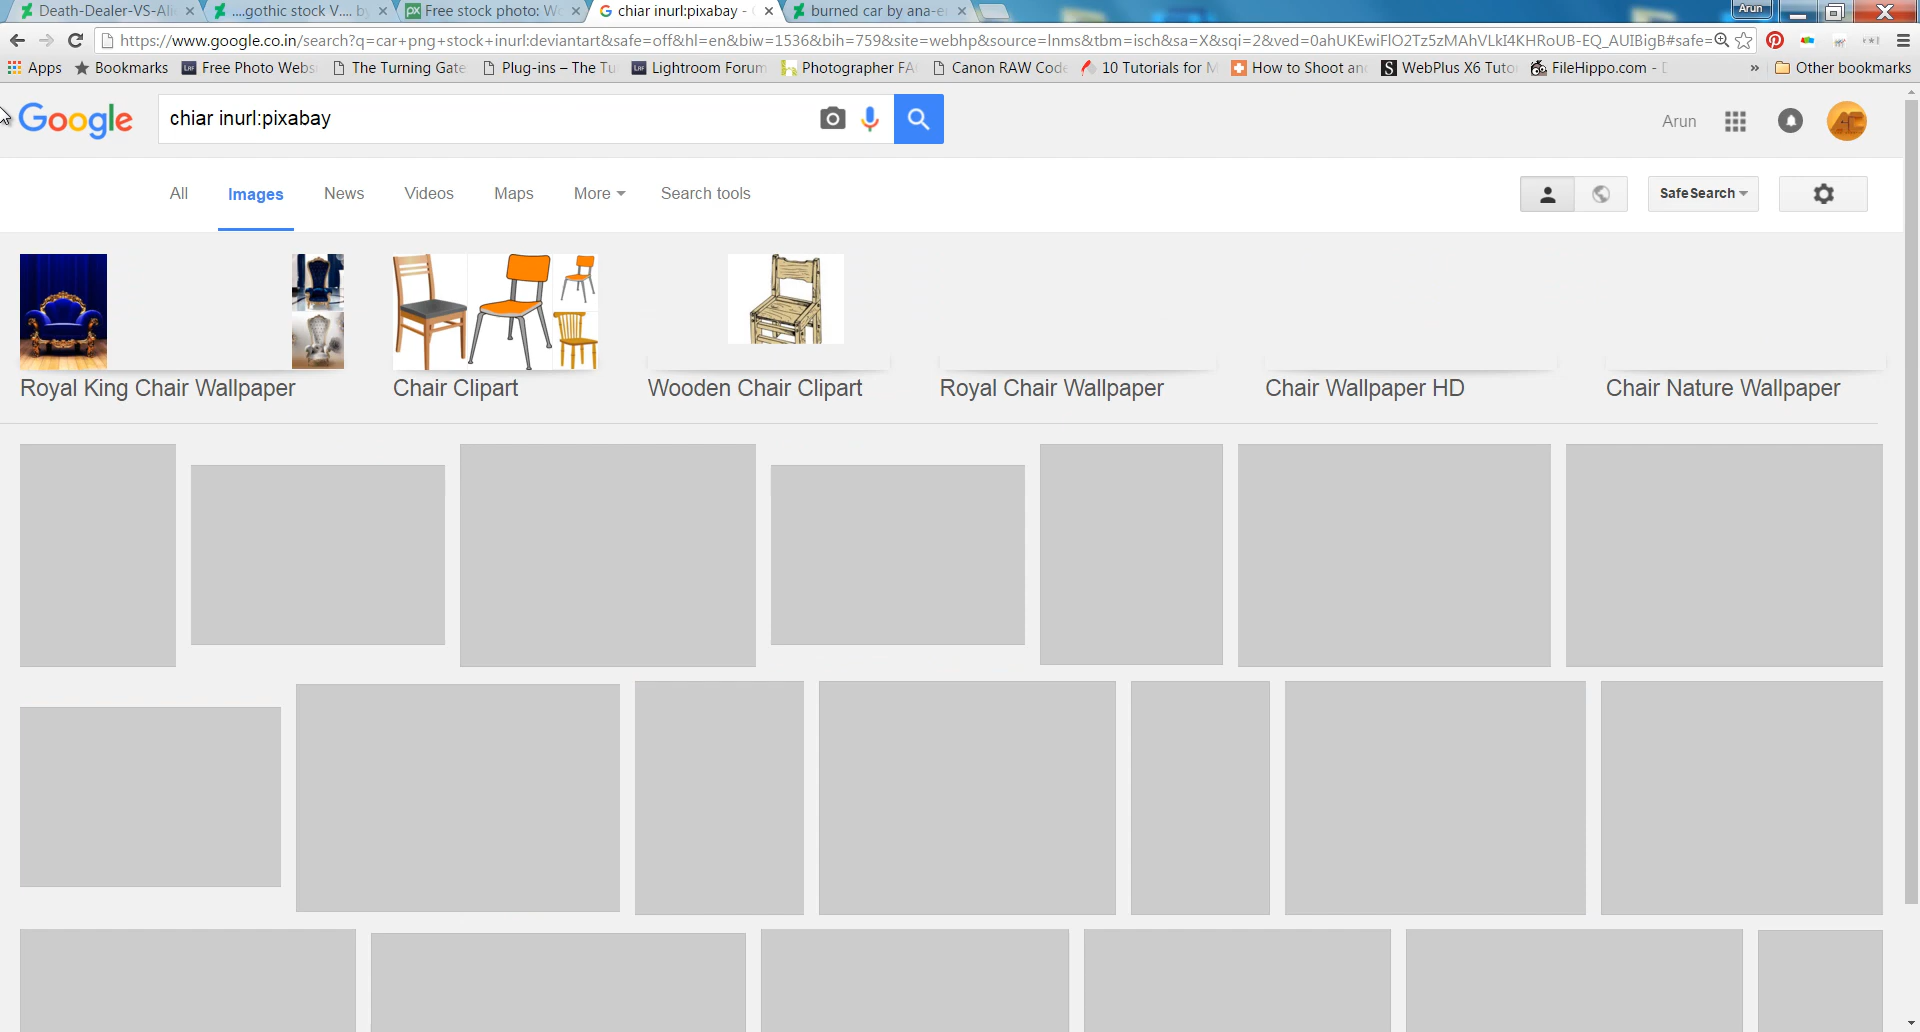 Death-Dealer-VS-Ali
....gothic stock V.... by
Free stock photo: Wo
chiar inurl:pixabay -
burned car by ana-e
Arun
https://www.google.co.in/search?q=car+png+stock+inurl:deviantart&safe=off&hl=en&biw=1536&bih=759&site=webhp&source=lnms&tbm=isch&sa=X&sqi=2&ved=0ahUKEwiFlO2Tz5zMAhVLkI4KHRoUB-EQ_AUIBigB#safe=
Apps
Bookmarks
Free Photo Webs
The Turning Gate
Plug-ins – The Tu
Lightroom Forum
Photographer FA
Canon RAW Code
10 Tutorials for M
How to Shoot an
WebPlus X6 Tuto
FileHippo.com - D
»
Other bookmarks
Google
chiar inurl:pixabay
Arun
All
Images
News
Videos
Maps
More
Search tools
SafeSearch
Royal King Chair Wallpaper
Chair Clipart
Wooden Chair Clipart
Royal Chair Wallpaper
Chair Wallpaper HD
Chair Nature Wallpaper